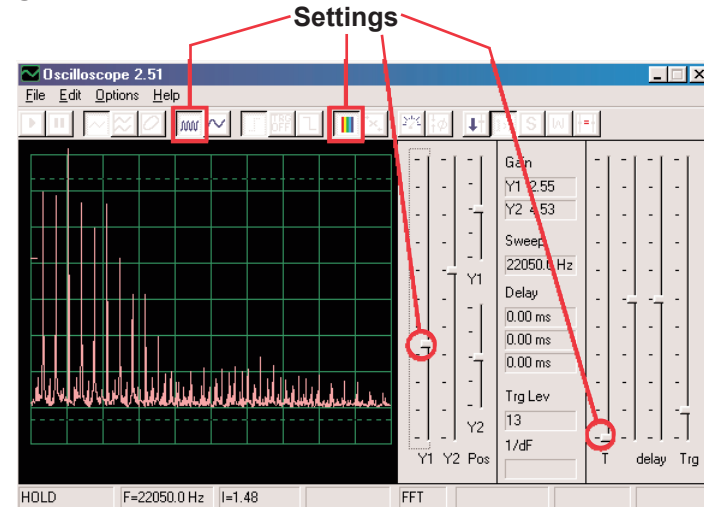 Settings
Oscilloscope 2.51
File Edit Options Help
TRIG OFF
S W
Gain
Y1 2.55
Y2 4.53
Sweep
22050.0 Hz
Y1
Delay
0.00 ms
0.00 ms
0.00 ms
Trg Lev
13
Y2
1/dF
Y1 Y2 Pos
T delay Trg
HOLD F=22050.0 Hz I=1.48 FFT